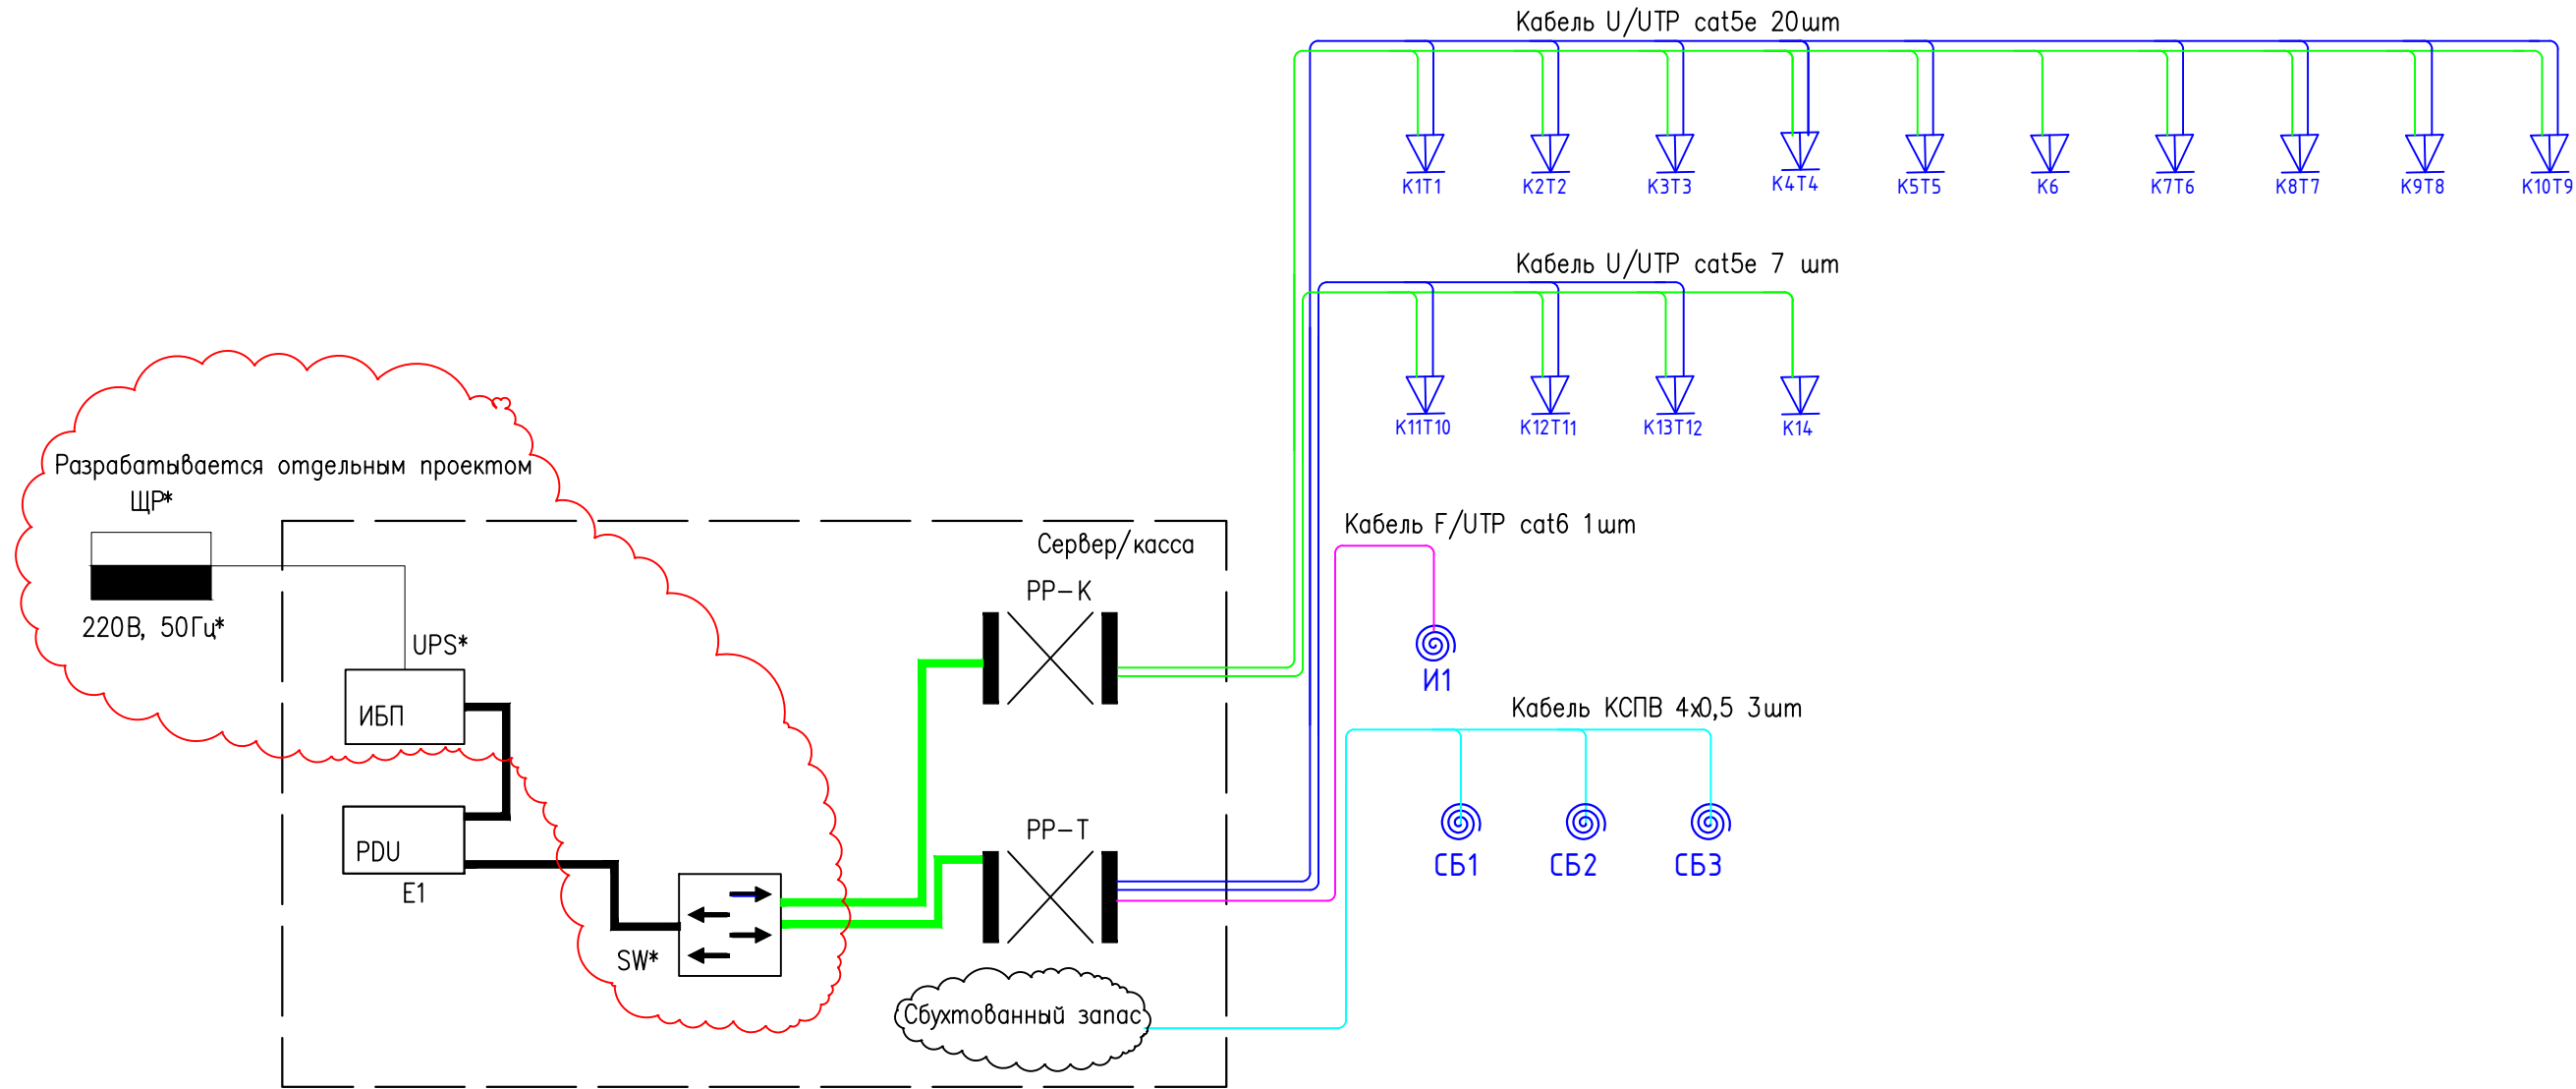 Кабель U/UTP cat5e 20шт
К1Т1
К2Т2
К3Т3
К4Т4
К5Т5
К6
К7Т6
К8Т7
К9Т8
К10Т9
Кабель U/UTP cat5e 7 шт
К11Т10
К12Т11
К13Т12
К14
Разрабатывается отдельным проектом
ЩР*
220В, 50Гц*
Сервер/касса
Кабель F/UTP cat6 1шт
PP-К
UPS*
ИБП
И1
Кабель КСПВ 4х0,5 3шт
PDU
E1
PP-Т
СБ1
СБ2
СБ3
SW*
Сбухтованный запас